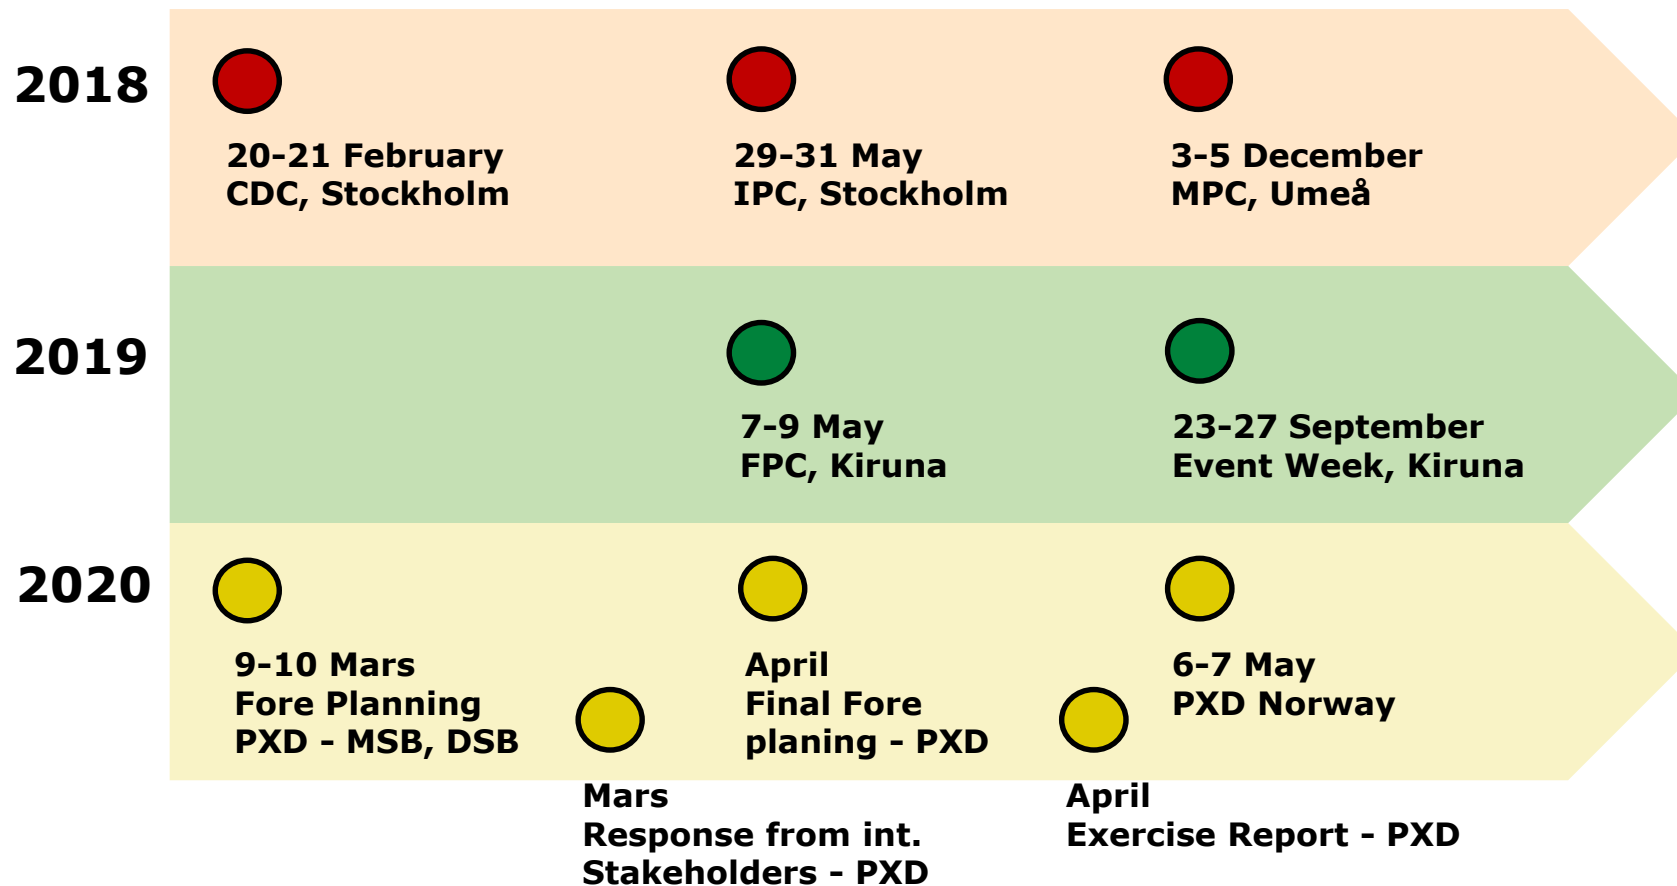 2018
20-21 February
CDC, Stockholm
29-31 May
IPC, Stockholm
3-5 December
MPC, Umeå
2019
7-9 May
FPC, Kiruna
23-27 September
Event Week, Kiruna
2020
9-10 Mars
Fore Planning
PXD - MSB, DSB
Mars
Response from int.
Stakeholders - PXD
April
Final Fore
planing - PXD
April
Exercise Report - PXD
6-7 May
PXD Norway